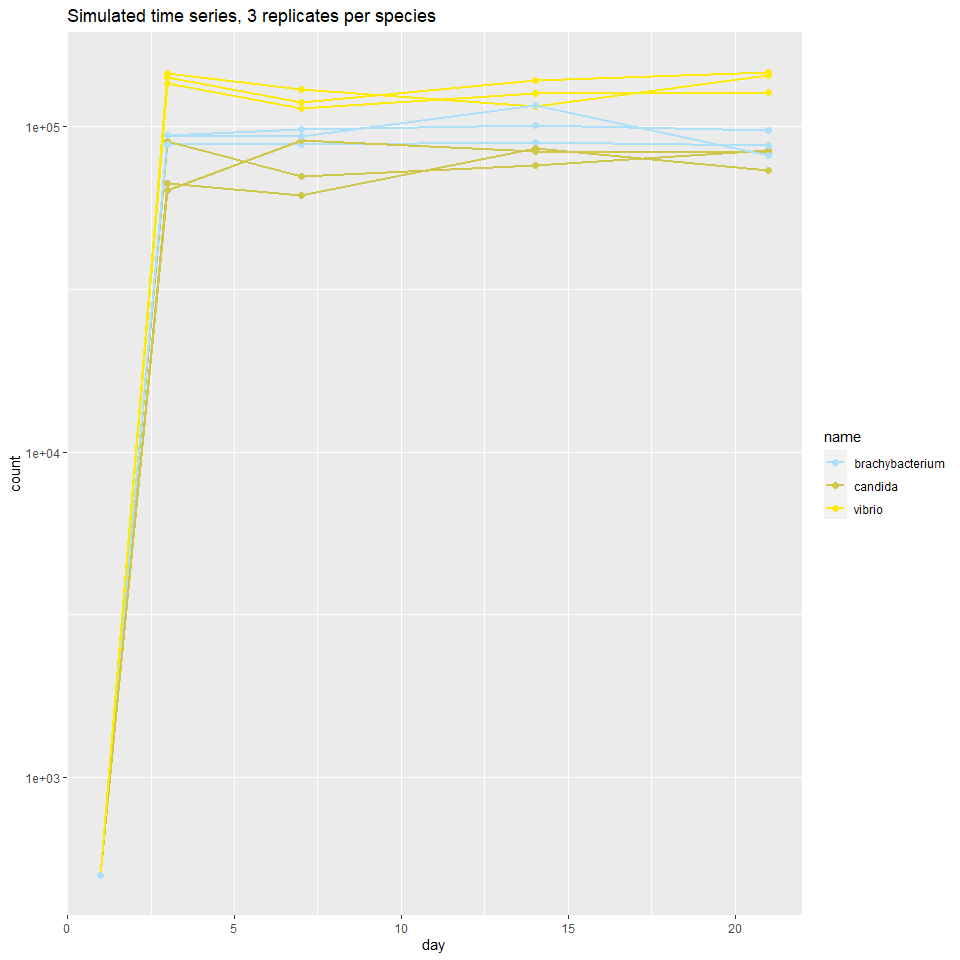 Simulated time series, 3 replicates per species
1e+05
1e+04
1e+03
count
0
5
10
15
20
day
name
brachybacterium
candida
vibrio